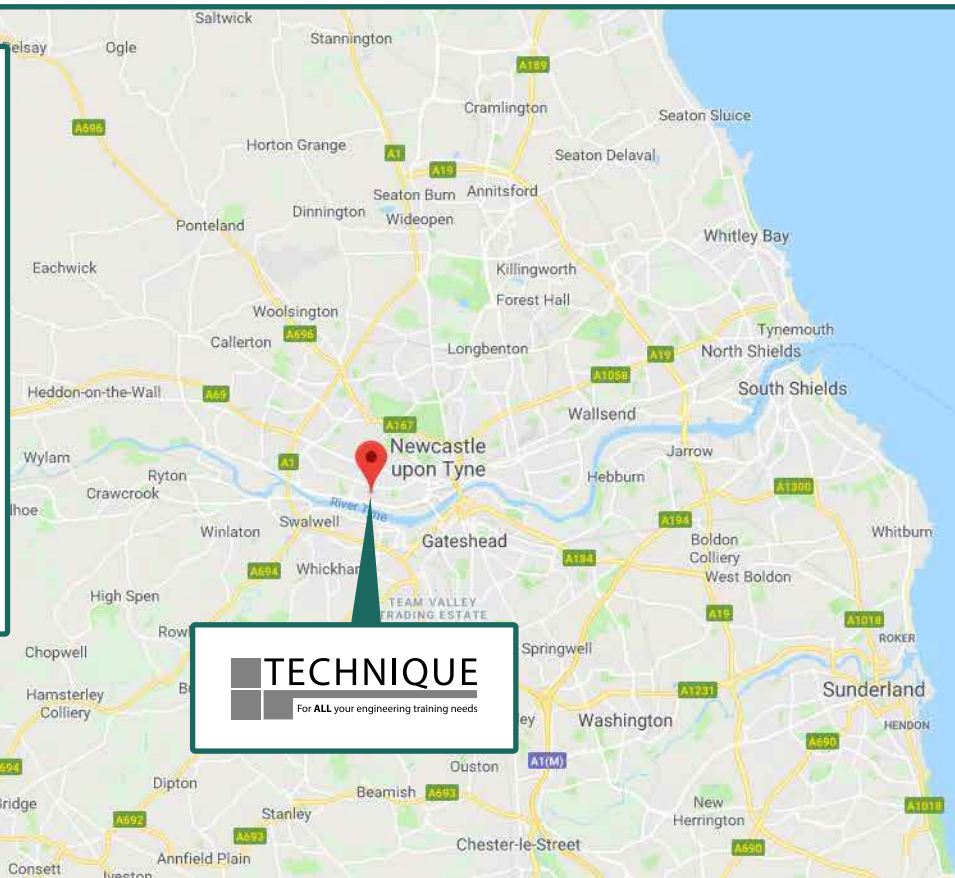 Saltwick
Stannington
Belsay
Ogle
A189
Cramlington
Seaton Sluice
A696
Horton Grange
A1
Seaton Delaval
A19
Seaton Burn
Annitsford
Dinnington
Wideopen
Ponteland
Whitley Bay
Eachwick
Killingworth
Forest Hall
Woolsington
A696
Callerton
Longbenton
Tynemouth
A19
North Shields
A1058
South Shields
Heddon-on-the-Wall
A69
Wallsend
A167
Newcastle
upon Tyne
Wylam
A1
Jarrow
Ryton
Hebburn
Crawcrook
A1300
River Tyne
Swalwell
A194
Winlaton
Gateshead
Boldon
Colliery
Whitburn
A184
A694
West Boldon
High Spen
TEAM VALLEY
TRADING ESTATE
A19
A1018
ROKER
Chopwell
Springwell
TECHNIQUE
For ALL your engineering training needs
Hamsterley
Colliery
A1231
Sunderland
Washington
HENDON
A690
A1(M)
Ouston
Dipton
Beamish
A693
New
Herrington
A1018
A692
Stanley
A693
Chester-le-Street
A690
Annfield Plain
Consett